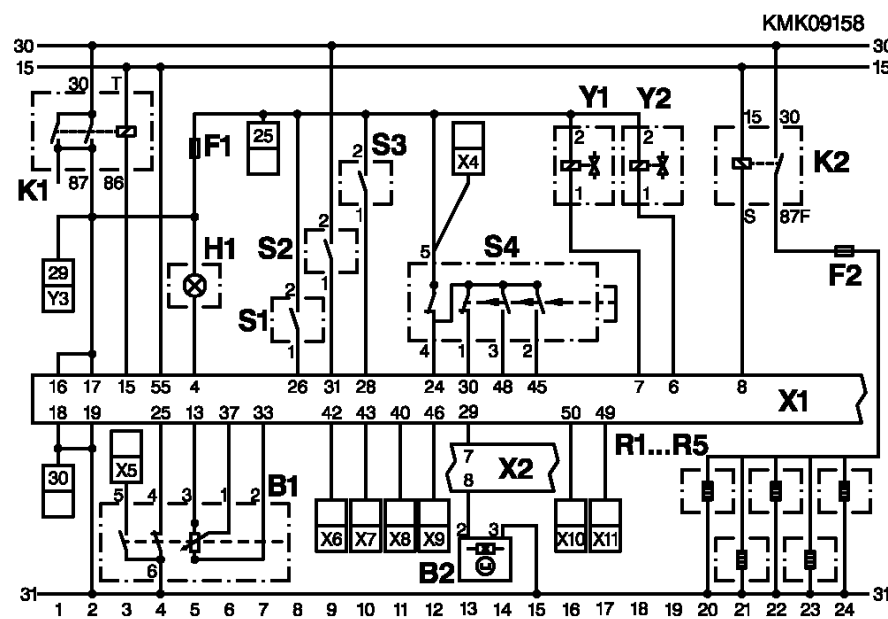 KMK09158
30 30
15 15
30 T 15 30
K1 F1 25 S3 X4 Y1 Y2 K2
2 2 2
87 86 1 1 1 S 87F
29 Y3 H1 S2 2 1 5 S4 F2
S1 2 1 4 1 3 2
16 17 15 55 4 26 31 28 24 30 48 45 7 6 8
X1
18 19 25 13 37 33 42 43 40 46 29 50 49
R1...R5
30 X5 B1 7 X2
5 4 3 1 2 8
X6 X7 X8 X9 X10 X11
2 3
6 B2
31 31
1 2 3 4 5 6 7 8 9 10 11 12 13 14 15 16 17 18 19 20 21 22 23 24